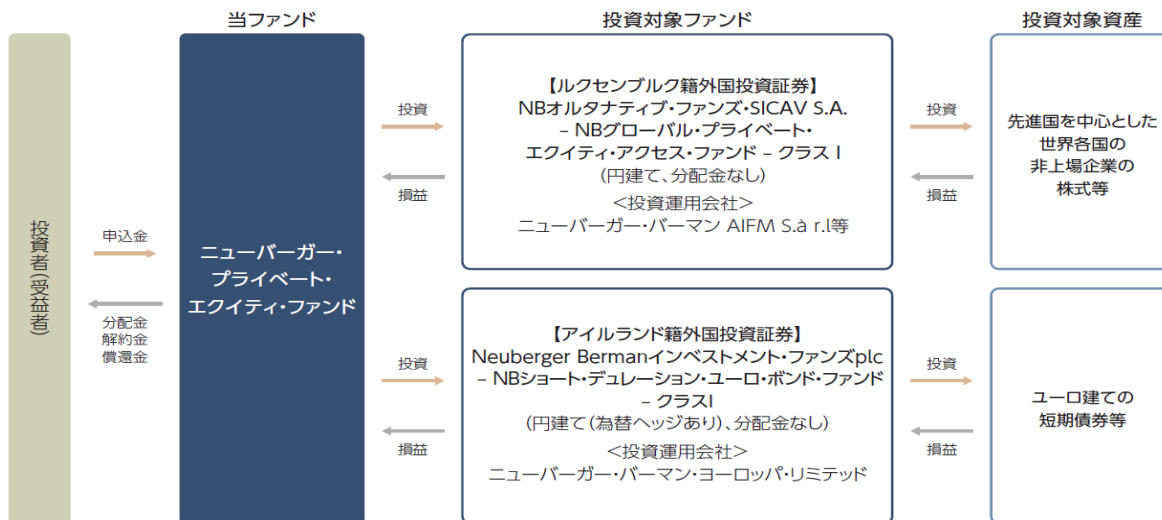 当ファンド
投資対象ファンド
投資対象資産
投資者(受益者)
申込金
分配金
解約金
償還金
ニューバーガー・
プライベート・
エクイティ・ファンド
投資
損益
【ルクセンブルク籍外国投資証券】
NBオルタナティブ・ファンズ・SICAV S.A.
– NBグローバル・プライベート・
エクイティ・アクセス・ファンド – クラス I
(円建て、分配金なし)
＜投資運用会社＞
ニューバーガー・バーマン AIFM S.à r.l等
投資
損益
先進国を中心とした
世界各国の
非上場企業の
株式等
投資
損益
【アイルランド籍外国投資証券】
Neuberger Bermanインベストメント・ファンズplc
– NBショート・デュレーション・ユーロ・ボンド・ファンド
– クラスI
(円建て(為替ヘッジあり)、分配金なし)
＜投資運用会社＞
ニューバーガー・バーマン・ヨーロッパ・リミテッド
投資
損益
ユーロ建ての
短期債券等